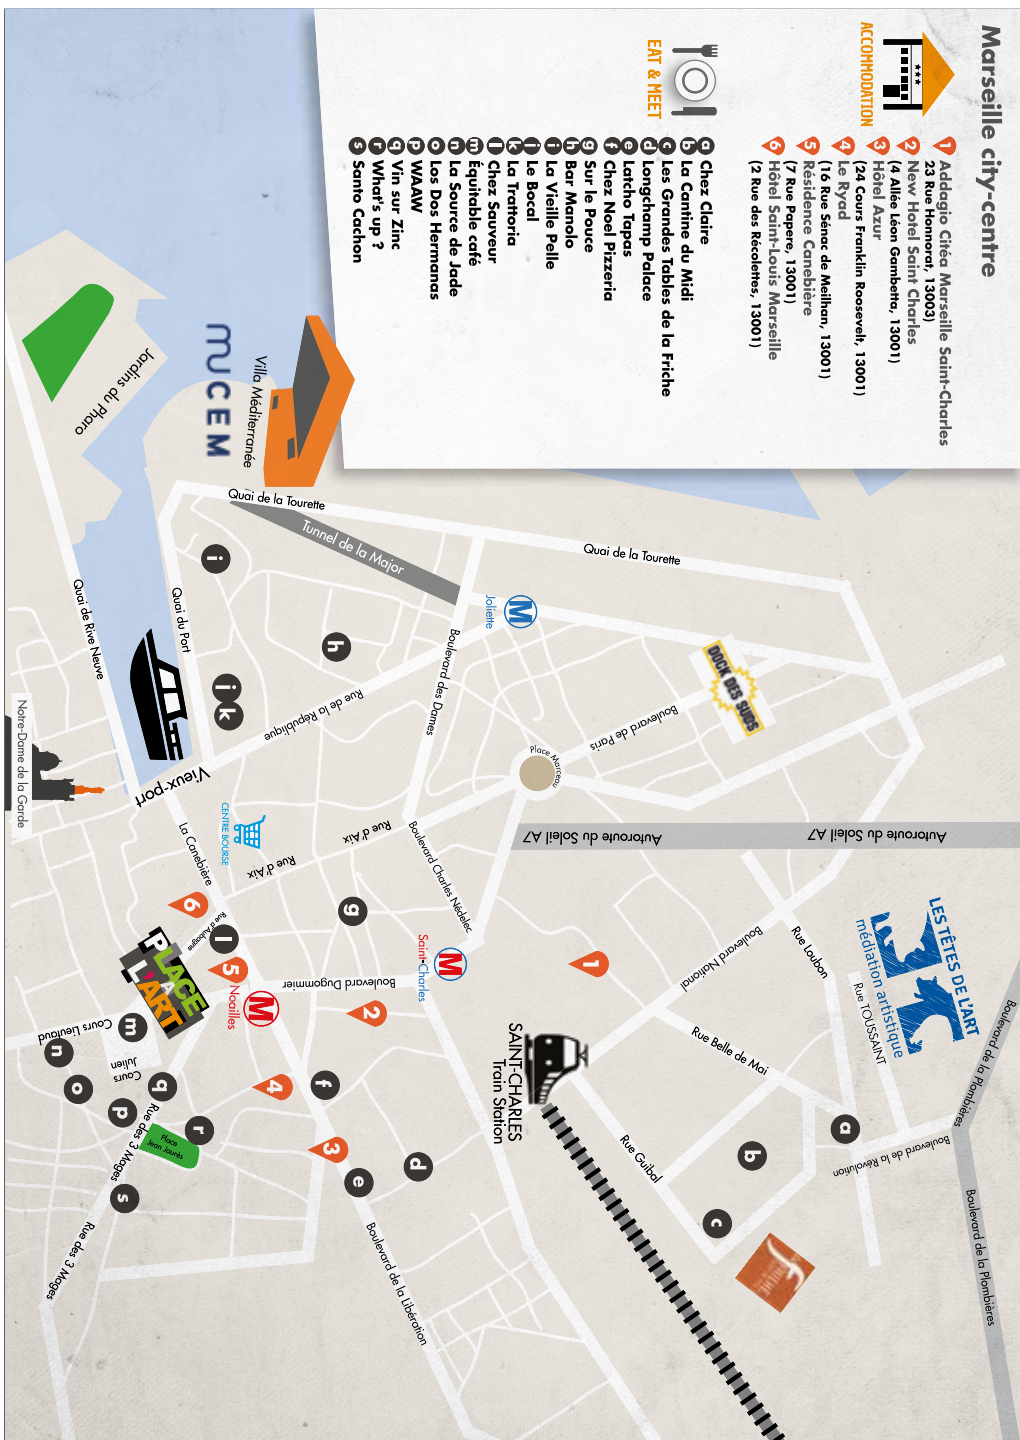 Marseille city-centre
ACCOMMODATION
1 Addagio Citéa Marseille Saint-Charles
23 Rue Honnorat, 13003)
2 New Hotel Saint Charles
(4 Allée Léon Gambetta, 13001)
3 Hôtel Azur
(24 Cours Franklin Roosevelt, 13001)
4 Le Ryad
(16 Rue Sénac de Meilhan, 13001)
5 Résidence Canebière
(7 Rue Papere, 13001)
6 Hôtel Saint-Louis Marseille
(2 Rue des Récolettes, 13001)
EAT & MEET
a Chez Claire
b La Cantine du Midi
c Les Grandes Tables de la Friche
d Longchamp Palace
e Latcho Tapas
f Chez Noel Pizzeria
g Sur le Pouce
h Bar Manolo
i La Vieille Pelle
j Le Bocal
k La Trattoria
l Chez Sauveur
m Équitable café
n La Source de Jade
o Los Dos Hermanas
p WAAW
q Vin sur Zinc
r What's up ?
s Santo Cachon
Jardins du Pharo
MUCEM
Villa Méditerranée
Quai de la Tourette
Tunnel de la Major
Quai de la Tourette
Quai de Rive Neuve
Quai du Port
i
h
j
k
M
Joliette
Boulevard des Dames
Rue de la République
Boulevard de Paris
DOCK DES SUDS
Place Marceau
Notre-Dame de la Garde
Vieux-port
La Canebière
CENTRE BOURSE
Rue d'Aix
Rue d'Aix
Boulevard Charles Nédelec
Autoroute du Soleil A7
Autoroute du Soleil A7
6
Rue d'Aubagne
l
g
5
Noailles
M
Saint-Charles
M
Boulevard Dugommier
2
1
Boulevard National
Rue Loubon
LES TÊTES DE L'ART
médiation artistique
Rue TOUSSAINT
Boulevard de la Plombières
PLACE
À
L'ART
Cours Lieutaud
m
n
o
Cours
Julien
q
p
r
Place
Jean Jaurès
Rue des 3 Mages
s
Rue des 3 Mages
4
f
3
e
d
SAINT-CHARLES
Train Station
Rue Belle de Mai
Rue Guibal
a
b
c
Boulevard de la Révolution
Boulevard de la Plombières
Boulevard de la Libération